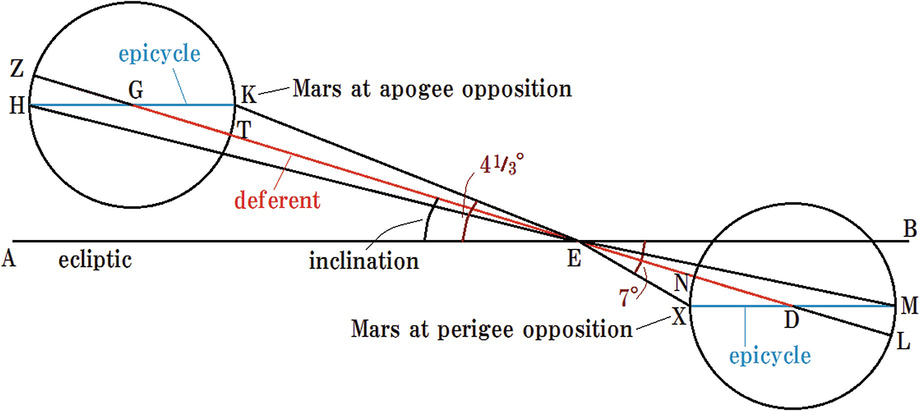 epicycle
Z
G
H
K
Mars at apogee opposition
T
4 1/3°
deferent
B
A
ecliptic
inclination
E
N
7°
M
X
D
Mars at perigee opposition
L
epicycle